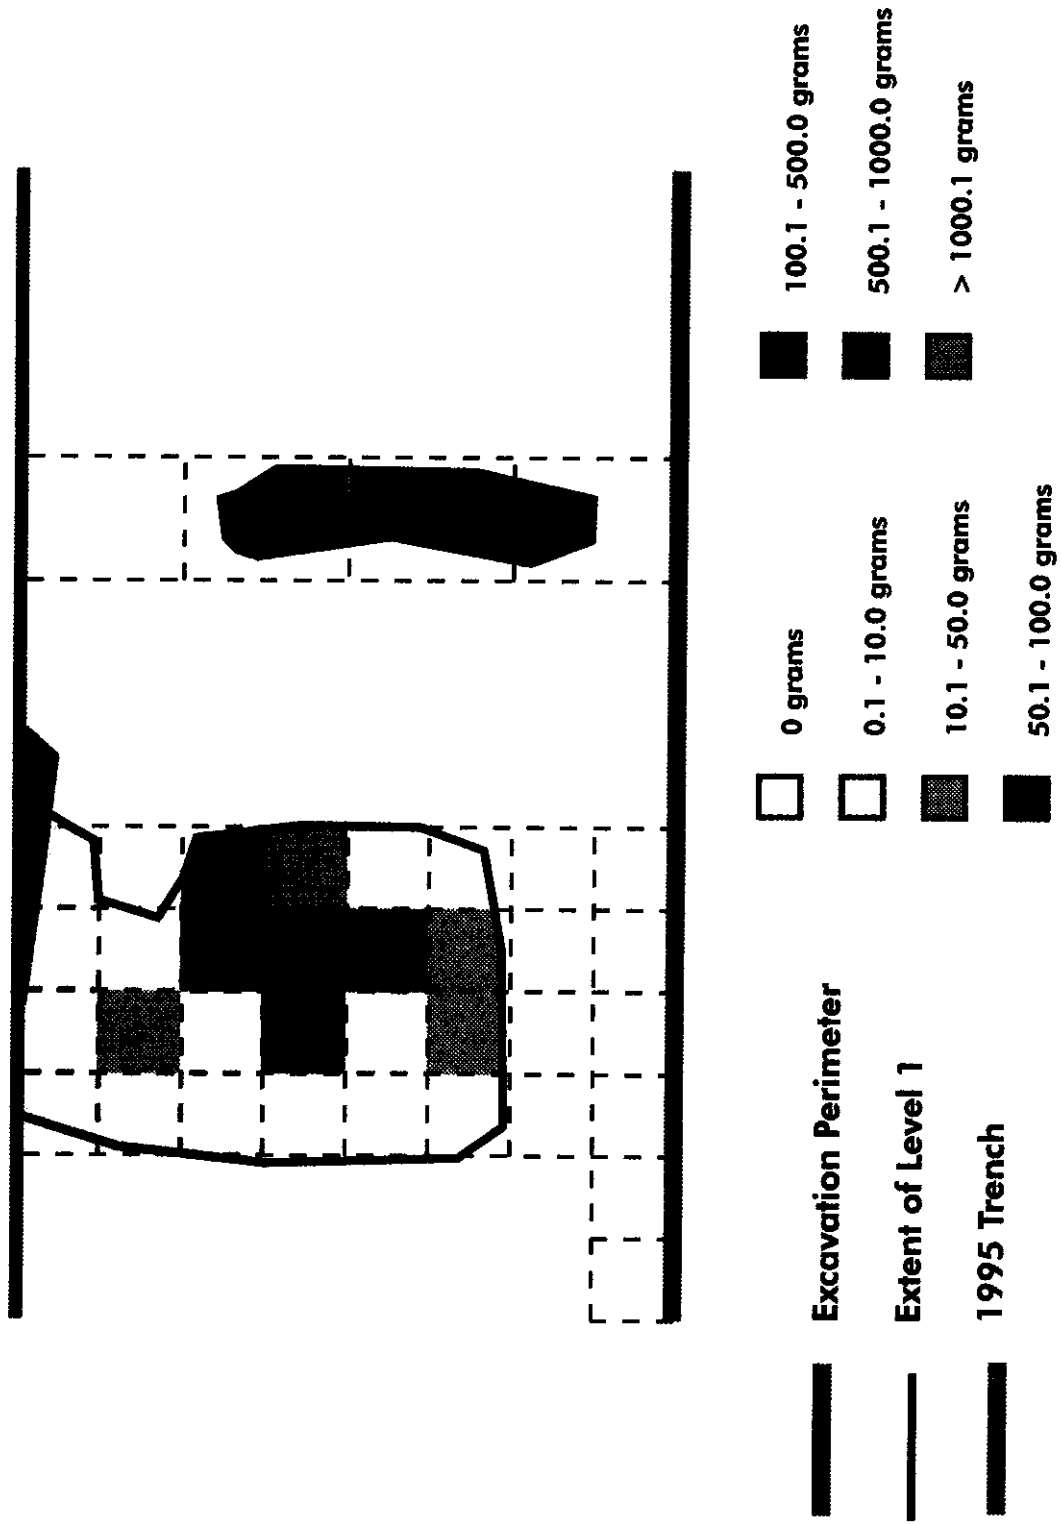 Excavation Perimeter
Extent of Level 1
1995 Trench
0 grams
0.1 - 10.0 grams
10.1 - 50.0 grams
50.1 - 100.0 grams
100.1 - 500.0 grams
500.1 - 1000.0 grams
> 1000.1 grams